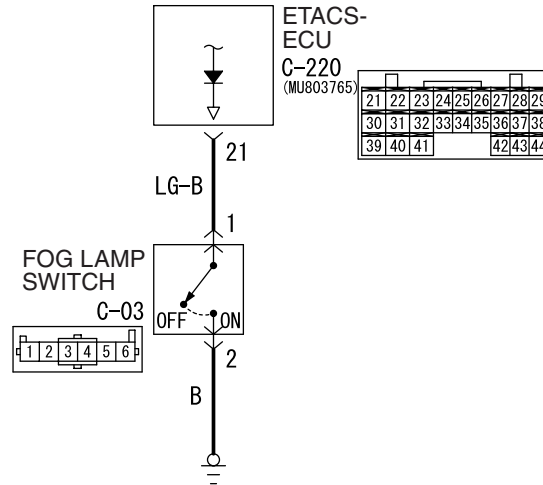 ETACS-
ECU
C-220
(MU803765)
21 22 23 24 25 26 27 28 29
30 31 32 33 34 35 36 37 38
39 40 41 42 43 44
21
LG-B
1
FOG LAMP
SWITCH
C-03
OFF ON
1 2 3 4 5 6
2
B